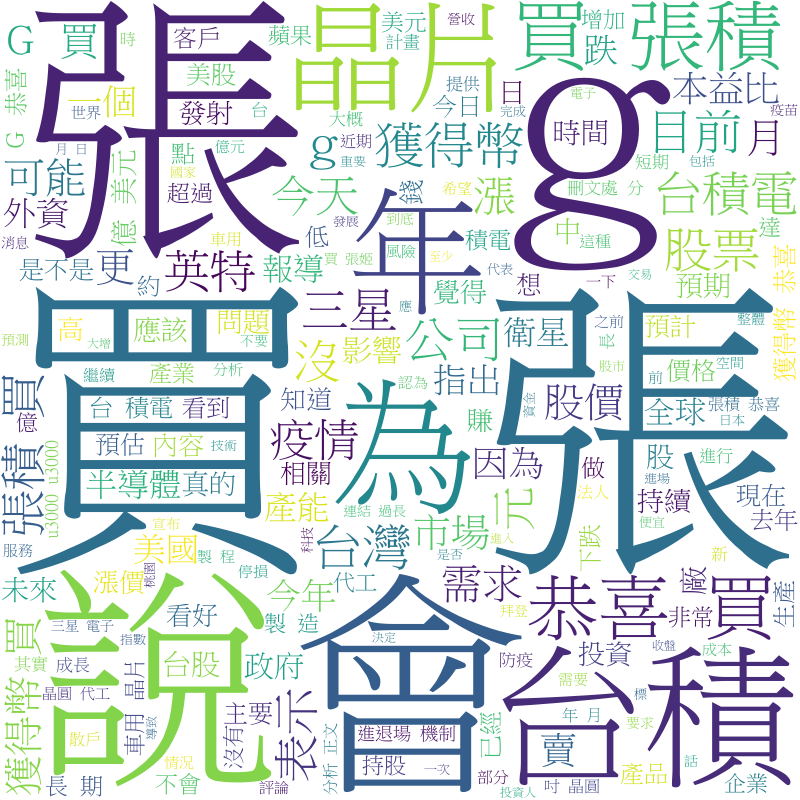 G 買
恭喜
G
一個
世界
客戶
美股
發射
張
蘋果
美元
計畫
營收
時
晶片
買
跌
增加
張積
提供
今日
電子
完成
日
本益比
疫苗
月 日
國家
台
億元
點
大概
g
近期
重要
獲得幣
g
時間
目前
月
可能
外資
億 美元
超過
今天
錢
希望
漲
年
短期
包括
刪文處 分
台積電
消息
是不是
更
約
發展
車用
低
到底
風險
買 張姬
至少
積電
中
這種
達
股票
英特
報導
三星
覺得
想
代表
一下
交易
預期
恭喜
獲得幣
預測
大增
高
應該
問題
不要
分析
沒
影響
公司
應
衛星
之前
長
股市
預計
整體
前
價格
空間
繼續
產業
買
為
認為
指出
張
股價
資金
全球
張積 恭喜
日本
億
台 積電
看到
知道
賺
張積 買
u3000 u3000
預估
內容
技術
疫情
因為
做
股
進行
進場
現在
半導體
真的
相關
連結 過長
市場
元
法人
持續
便宜
去年
服務
宣布
產能
科技
進入
下跌
新
美國
製 程
停損
台灣
是否
未來
漲價
桃園
今年
代工
需求
廠
生產
三星 電子
指數
看好
製 造
拜登
恭喜
非常
買
獲得幣 買
其實
成長
說
台股
政府
會
決定
防疫
投資
收盤
成本
晶圓 代工
車用 晶片
導致
表示
需要
標
台積
散戶
沒有
主要
進退場 機制
已經
年 月
要求
賣
長 期
情況
不會
評論
分析 正文
持股
一次
部分
投資人
吋 晶圓
產品
話
企業